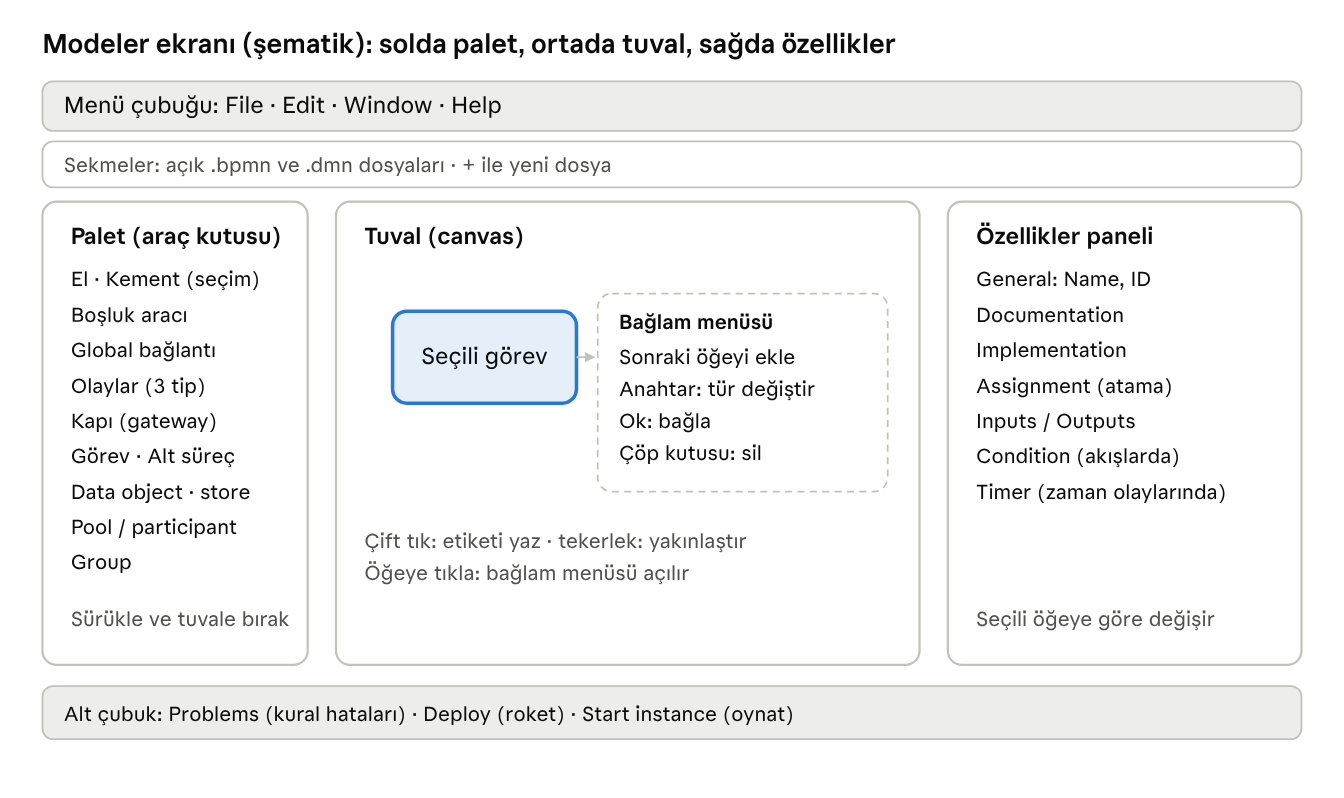 Modeler ekranı (şematik): solda palet, ortada tuval, sağda özellikler
Menü çubuğu: File · Edit · Window · Help
Sekmeler: açık .bpmn ve .dmn dosyaları · + ile yeni dosya
Palet (araç kutusu)
El · Kement (seçim)
Boşluk aracı
Global bağlantı
Olaylar (3 tip)
Kapı (gateway)
Görev · Alt süreç
Data object · store
Pool / participant
Group
Sürükle ve tuvale bırak
Tuval (canvas)
Seçili görev
Bağlam menüsü
Sonraki öğeyi ekle
Anahtar: tür değiştir
Ok: bağla
Çöp kutusu: sil
Çift tık: etiketi yaz · tekerlek: yakınlaştır
Öğeye tıkla: bağlam menüsü açılır
Özellikler paneli
General: Name, ID
Documentation
Implementation
Assignment (atama)
Inputs / Outputs
Condition (akışlarda)
Timer (zaman olaylarında)
Seçili öğeye göre değişir
Alt çubuk: Problems (kural hataları) · Deploy (roket) · Start instance (oynat)